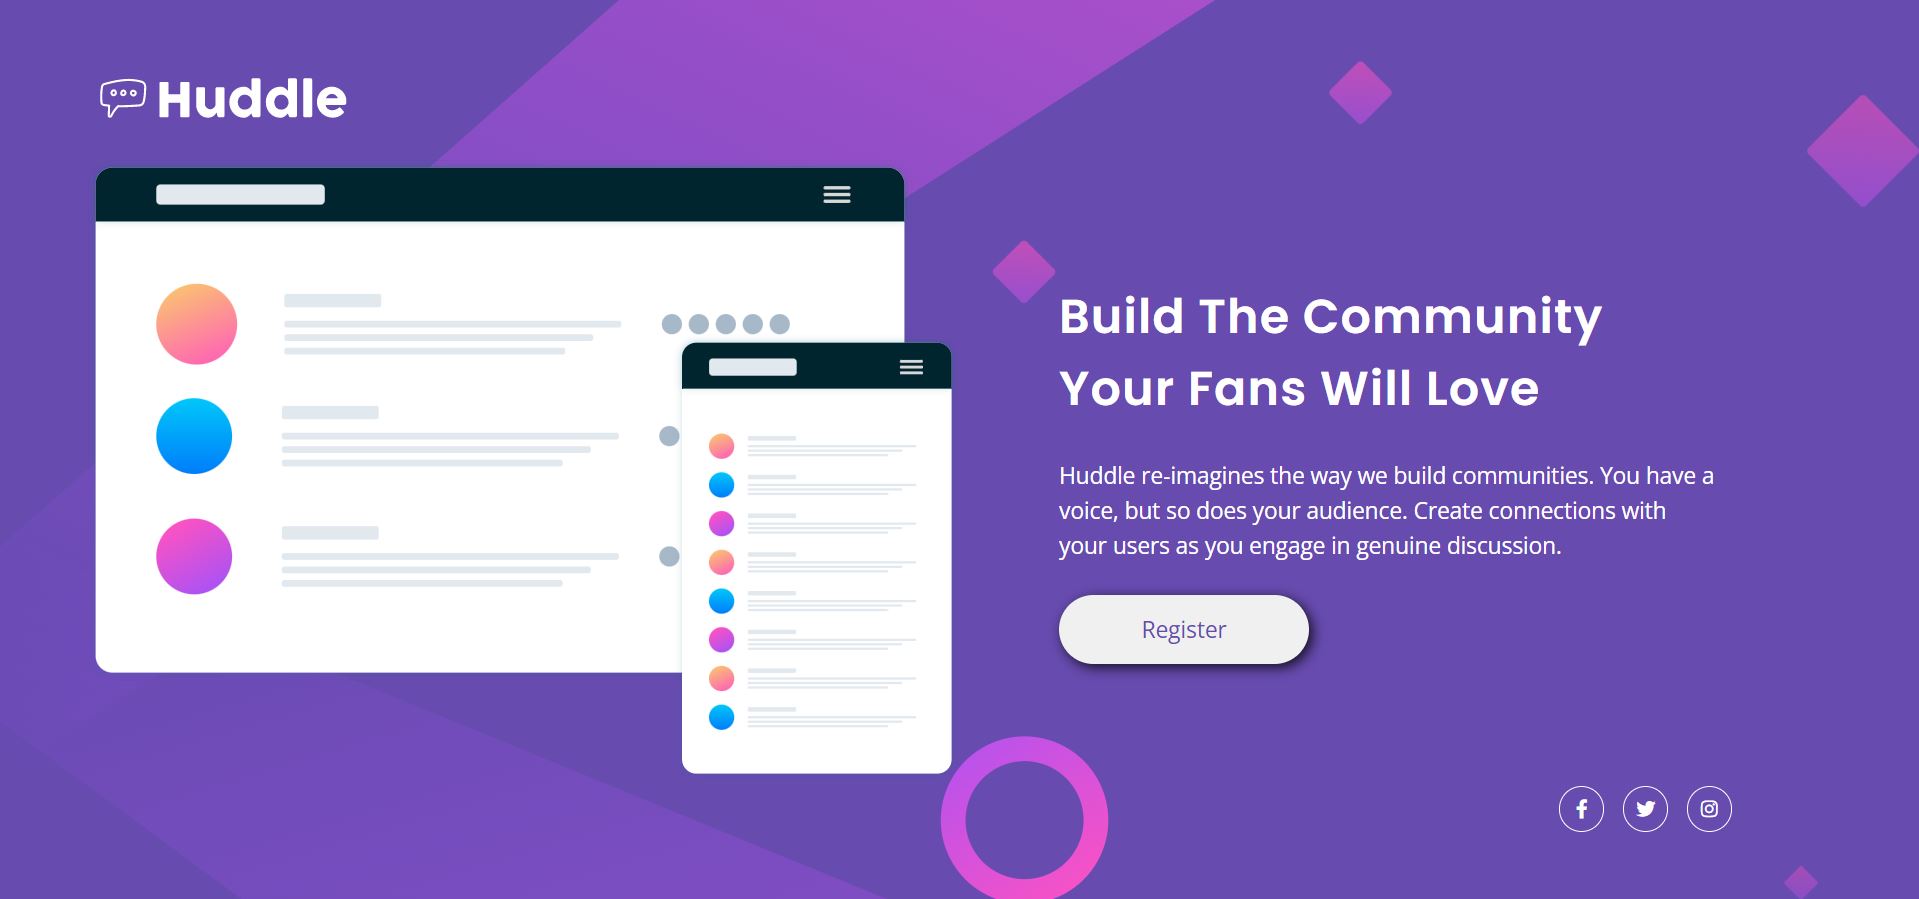 Huddle
Build The Community
Your Fans Will Love
Huddle re-imagines the way we build communities. You have a
voice, but so does your audience. Create connections with
your users as you engage in genuine discussion.
Register